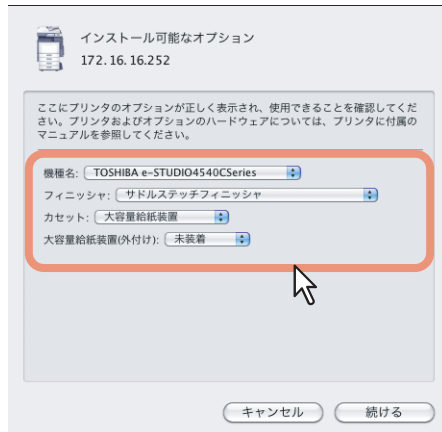 インストール可能なオプション
172.16.16.252
ここにプリンタのオプションが正しく表示され、使用できることを確認してくだ
さい。プリンタおよびオプションのハードウェアについては、プリンタに付属の
マニュアルを参照してください。
機種名: TOSHIBA e-STUDIO4540CSeries
フィニッシャ: サドルステッチフィニッシャ
カセット: 大容量給紙装置
大容量給紙装置(外付け): 未装着
キャンセル 続ける